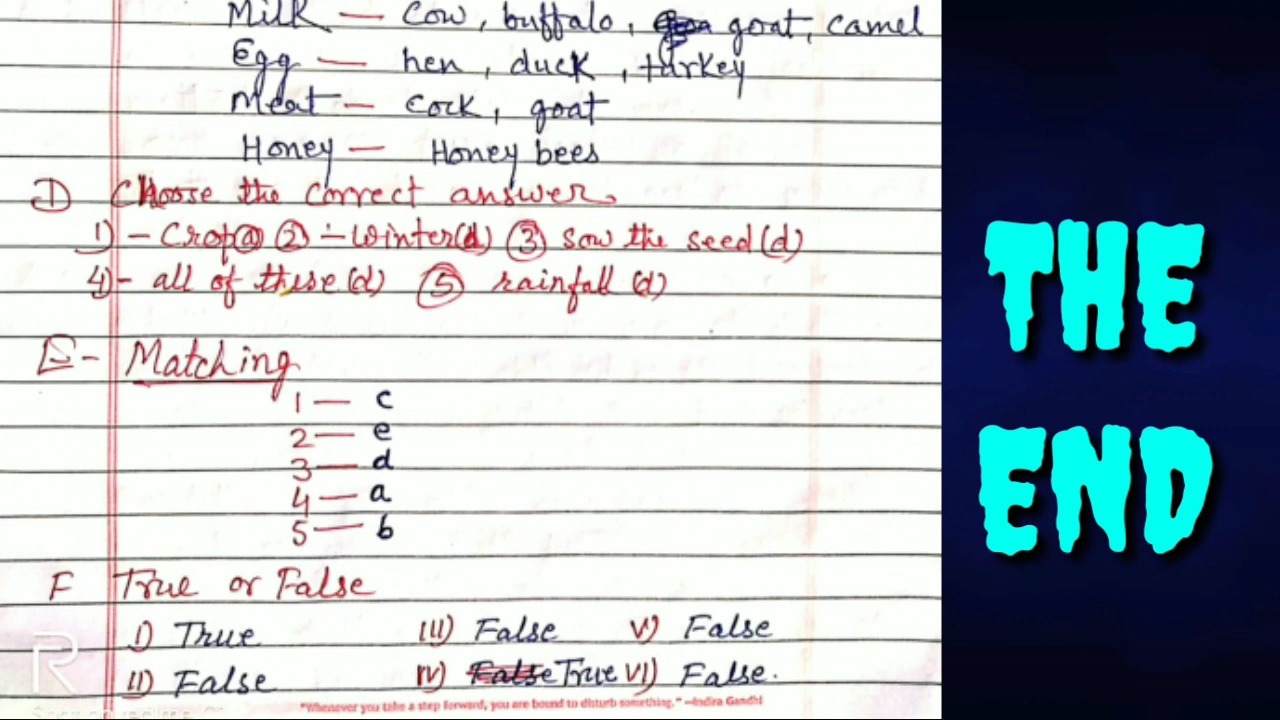 Milk — Cow, buffalo, goat, camel
Egg — hen, duck, turkey
Meat — Cock, goat
Honey — Honey bees
D Choose the correct answer.
1) - Crop(a) (2) - Winter(d) (3) sow the seed (d)
4) - all of these (d) (5) rainfall (d)
E- Matching
1 — c
2 — e
3 — d
4 — a
5 — b
F True or False
I) True III) False V) False
II) False IV) True VI) False.
"Whenever you take a step forward, you are bound to disturb something." —Indira Gandhi
THE
END